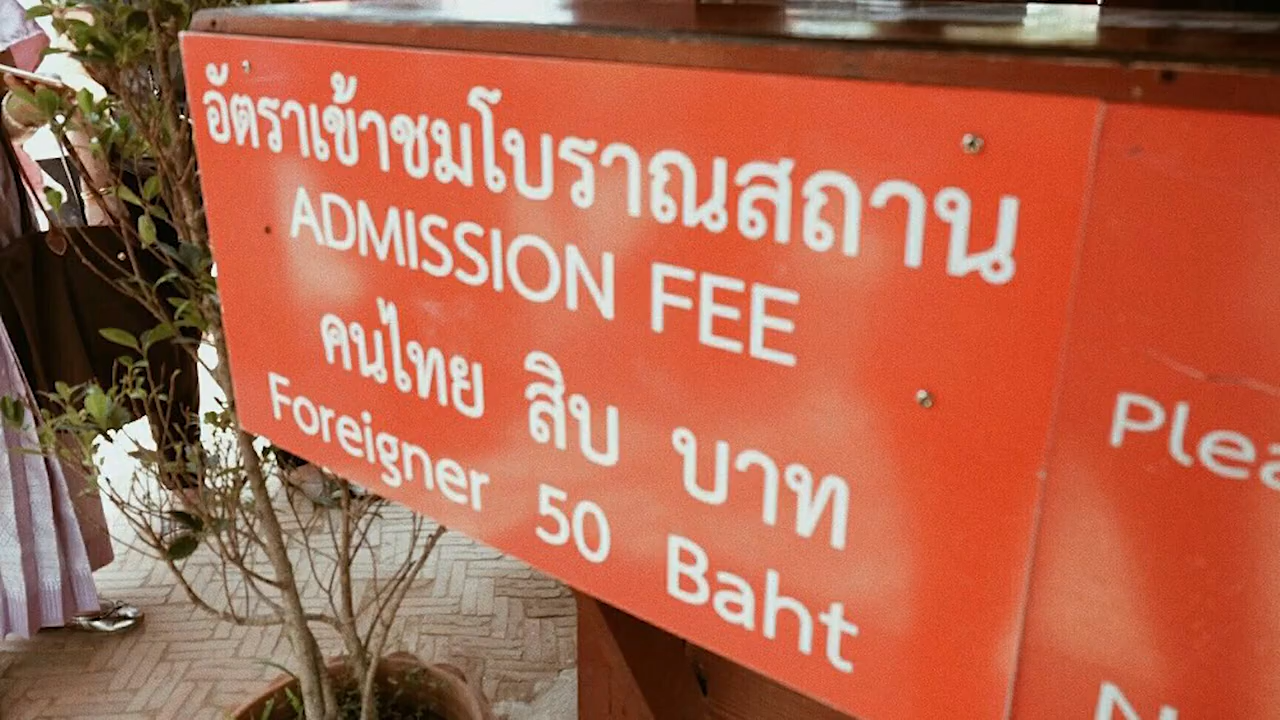 อัตราเข้าชมโบราณสถาน
ADMISSION FEE
คนไทย สิบ บาท
Foreigner 50 Baht